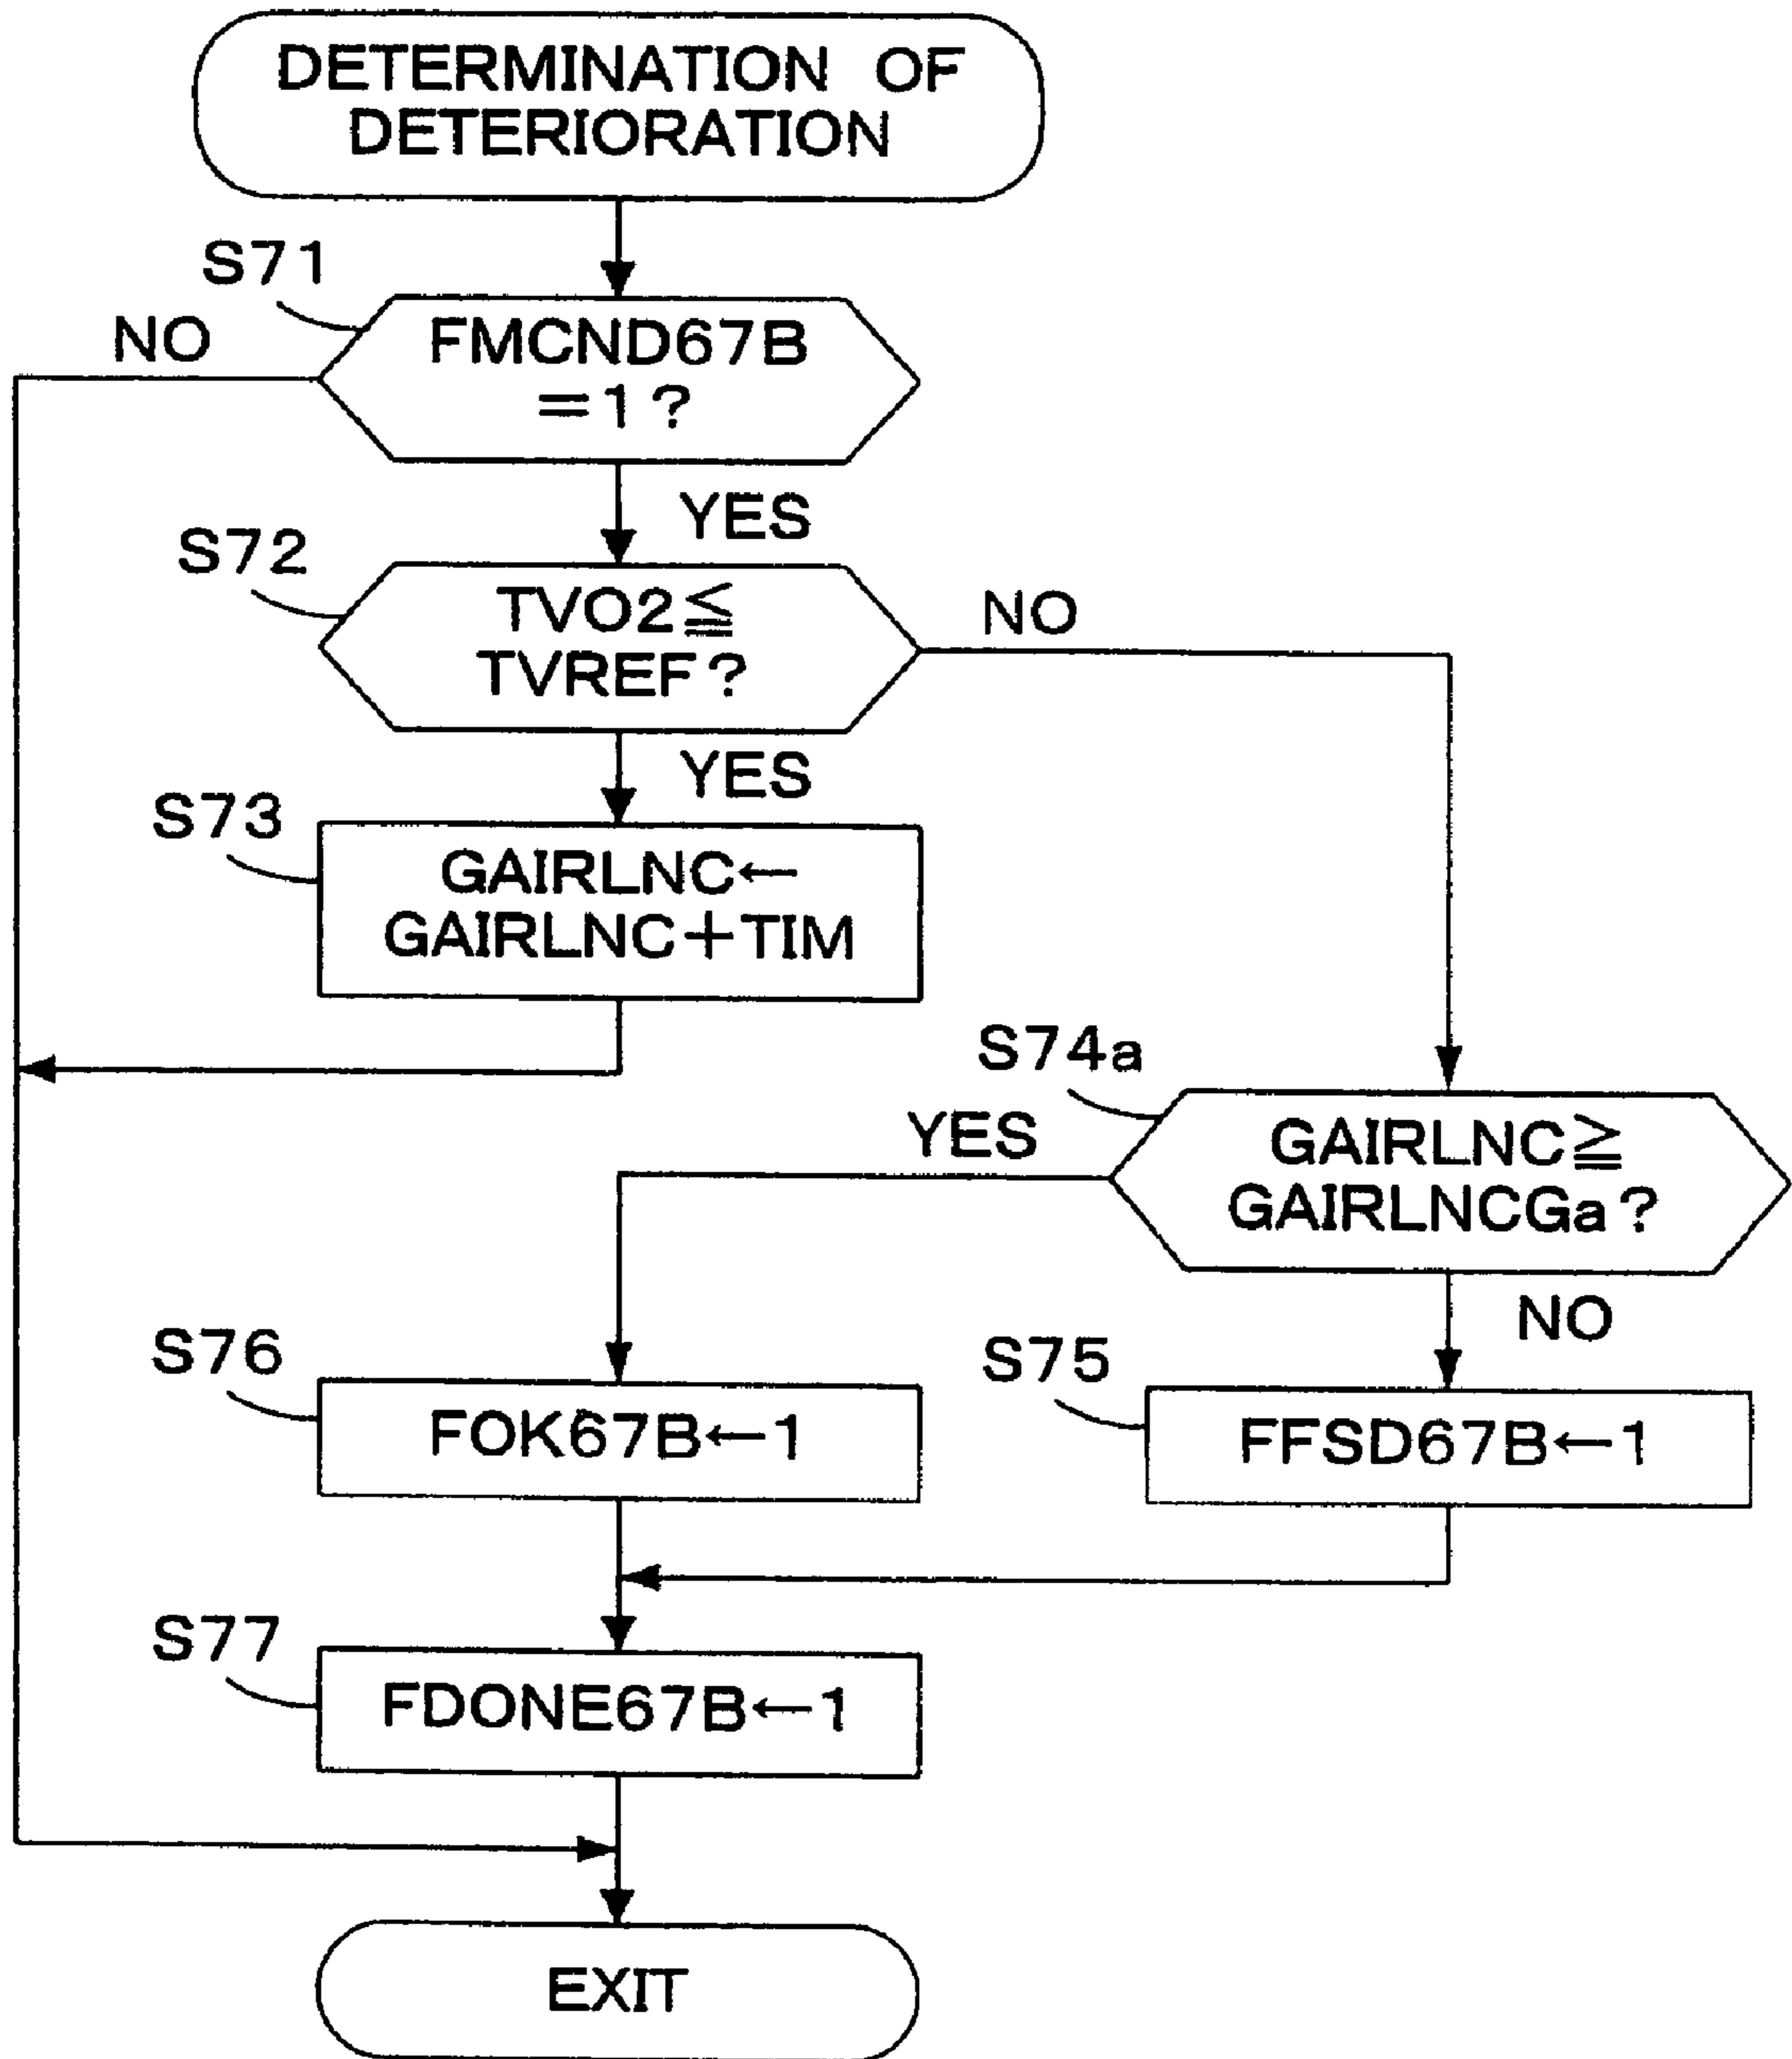 DETERMINATION OF
DETERIORATION
S71
NO
FMCND67B
=1?
YES
S72
TVO2≦
TVREF?
NO
YES
S73
GAIRLNC←
GAIRLNC+TIM
S74a
YES
GAIRLNC≧
GAIRLNCGa?
NO
S76
FOK67B←1
S75
FFSD67B←1
S77
FDONE67B←1
EXIT